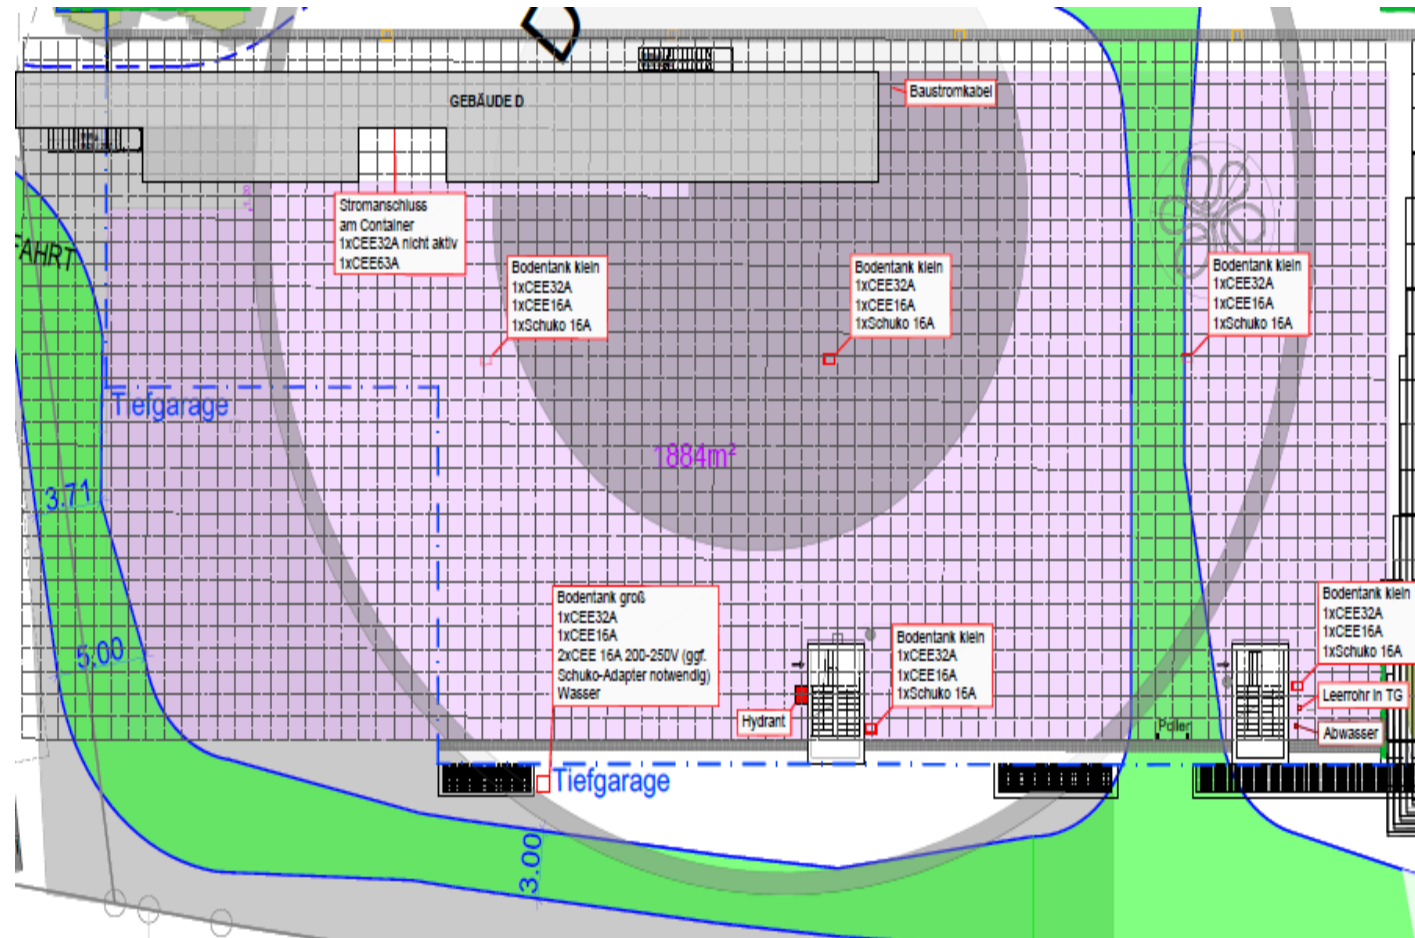 D
GEBÄUDE D
Baustromkabel
Stromanschluss
am Container
1xCEE32A nicht aktiv
1xCEE63A
FAHRT
Bodentank klein
1xCEE32A
1xCEE16A
1xSchuko 16A
Bodentank klein
1xCEE32A
1xCEE16A
1xSchuko 16A
Bodentank klein
1xCEE32A
1xCEE16A
1xSchuko 16A
Tiefgarage
1884m²
3.71
5.00
Bodentank groß
1xCEE32A
1xCEE16A
2xCEE 16A 200-250V (ggf.
Schuko-Adapter notwendig)
Wasser
Bodentank klein
1xCEE32A
1xCEE16A
1xSchuko 16A
Bodentank klein
1xCEE32A
1xCEE16A
1xSchuko 16A
Hydrant
Leerrohr in TG
Poller
Abwasser
Tiefgarage
3.00